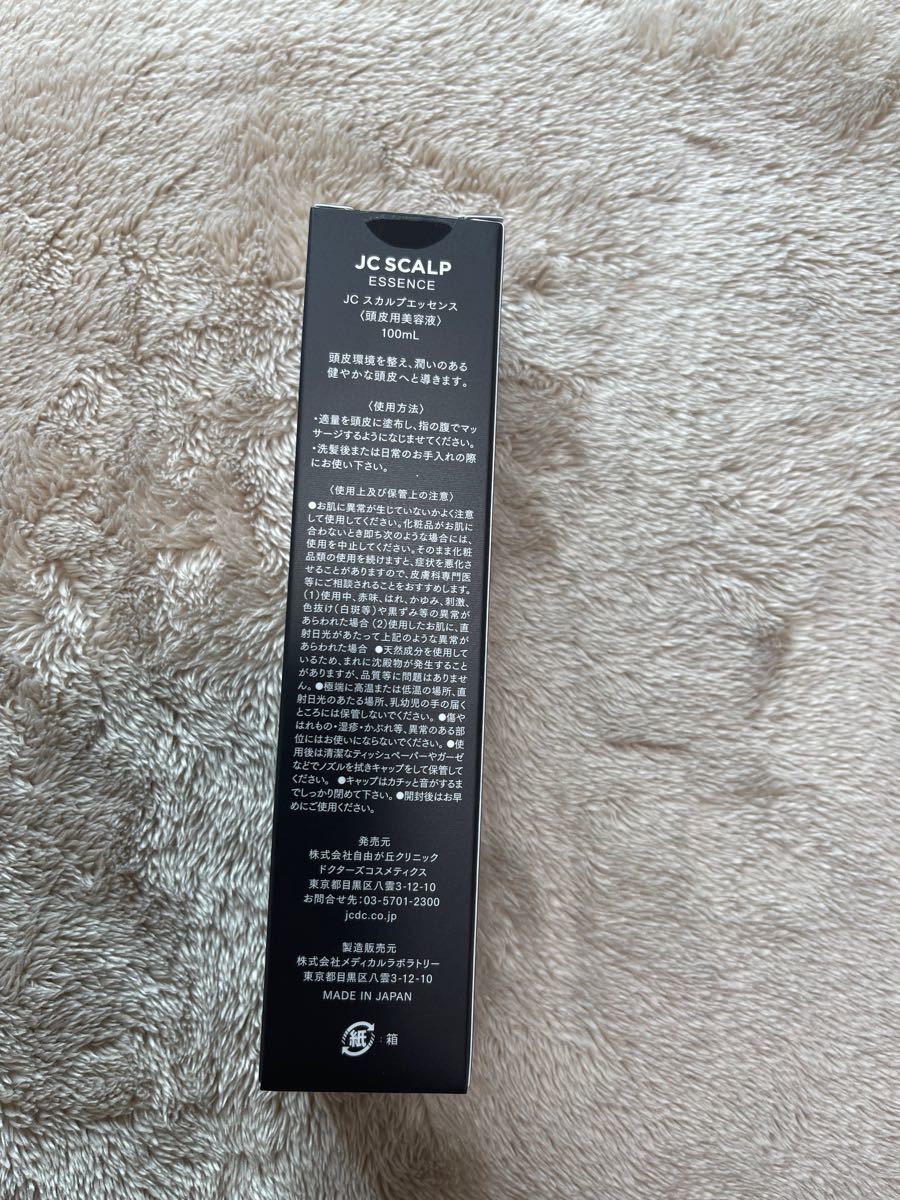 JC SCALP
ESSENCE
JC スカルプエッセンス
〈頭皮用美容液〉
100mL
頭皮環境を整え、潤いのある
健やかな頭皮へと導きます。
〈使用方法〉
・適量を頭皮に塗布し、指の腹でマッ
サージするようになじませてください。
・洗髪後または日常のお手入れの際
にお使い下さい。
〈使用上及び保管上の注意〉
●お肌に異常が生じていないかよく注意
して使用してください。化粧品がお肌に
合わないとき即ち次のような場合には、
使用を中止してください。そのまま化粧
品類の使用を続けますと、症状を悪化さ
せることがありますので、皮膚科専門医
等にご相談されることをおすすめします。
(1)使用中、赤味、はれ、かゆみ、刺激、
色抜け(白斑等)や黒ずみ等の異常が
あらわれた場合 (2)使用したお肌に、直
射日光があたって上記のような異常が
あらわれた場合 ●天然成分を使用して
いるため、まれに沈殿物が発生すること
がありますが、品質等に問題はありませ
ん。●極端に高温または低温の場所、直
射日光のあたる場所、乳幼児の手の届く
ところには保管しないでください。●傷や
はれもの・湿疹・かぶれ等、異常のある部
位にはお使いにならないでください。●使
用後は清潔なティッシュペーパーやガーゼ
などでノズルを拭きキャップをして保管して
ください。 ●キャップはカチッと音がするま
でしっかり閉めて下さい。●開封後はお早
めにご使用ください。
発売元
株式会社自由が丘クリニック
ドクターズコスメティクス
東京都目黒区八雲3-12-10
お問合せ先:03-5701-2300
jcdc.co.jp
製造販売元
株式会社メディカルラボラトリー
東京都目黒区八雲3-12-10
MADE IN JAPAN
紙 :箱